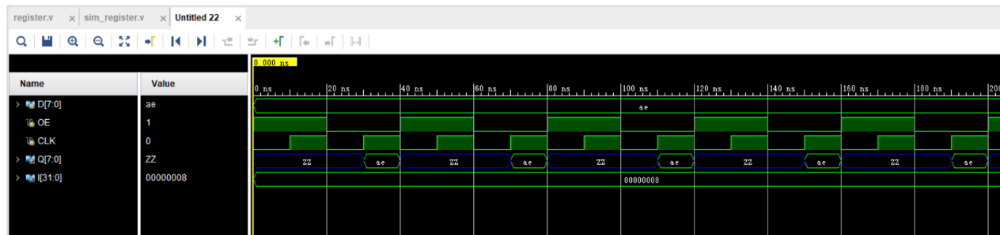 register.v × sim_register.v × Untitled 22 ×
0.000 ns
Name Value
0 ns 20 ns 40 ns 60 ns 80 ns 100 ns 120 ns 140 ns 160 ns 180 ns 200
> D[7:0] ae ae
OE 1
CLK 0
> Q[7:0] ZZ ZZ ae ZZ ae ZZ ae ZZ ae ZZ ae
> I[31:0] 00000008 00000008